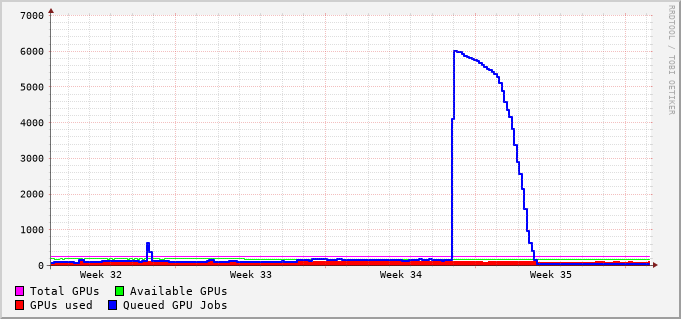 7000
6000
5000
4000
3000
2000
1000
0
Week 32 Week 33 Week 34 Week 35
Total GPUs Available GPUs
GPUs used Queued GPU Jobs
RRDTOOL / TOBI OETIKER